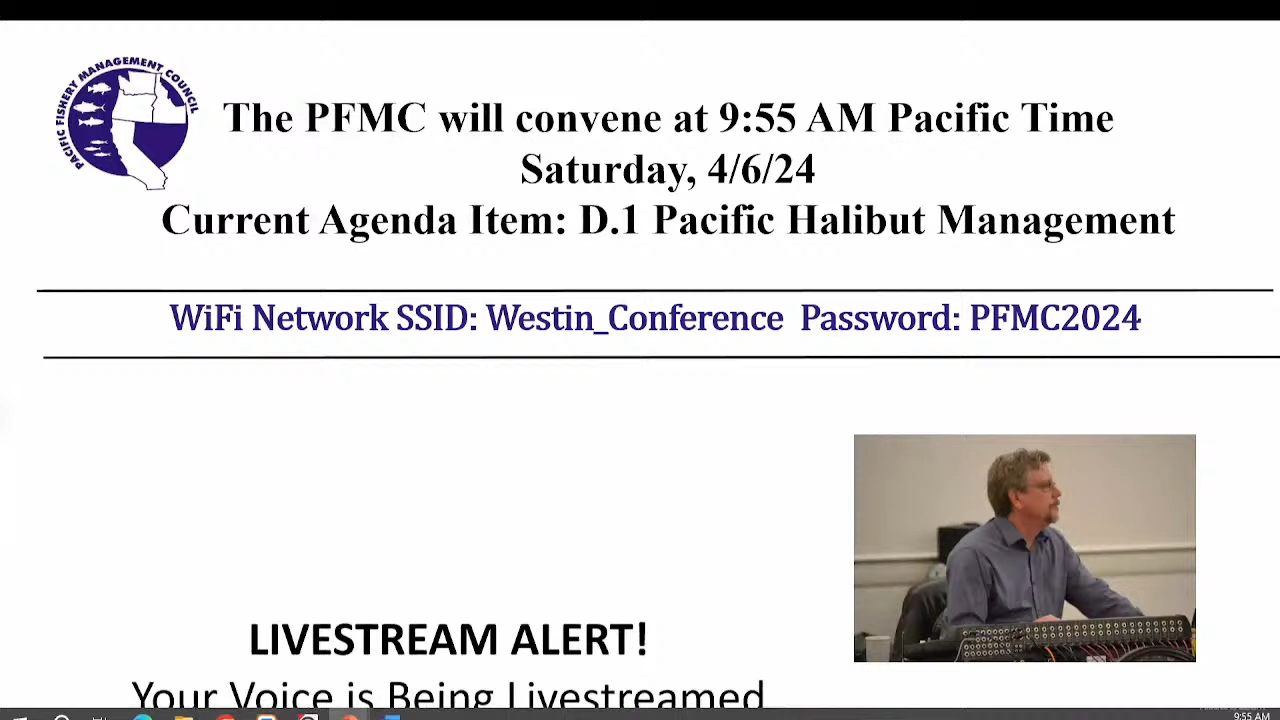 PACIFIC FISHERY MANAGEMENT COUNCIL
The PFMC will convene at 9:55 AM Pacific Time
Saturday, 4/6/24
Current Agenda Item: D.1 Pacific Halibut Management
WiFi Network SSID: Westin_Conference Password: PFMC2024
LIVESTREAM ALERT!
Your Voice is Being Livestreamed
9:55 AM